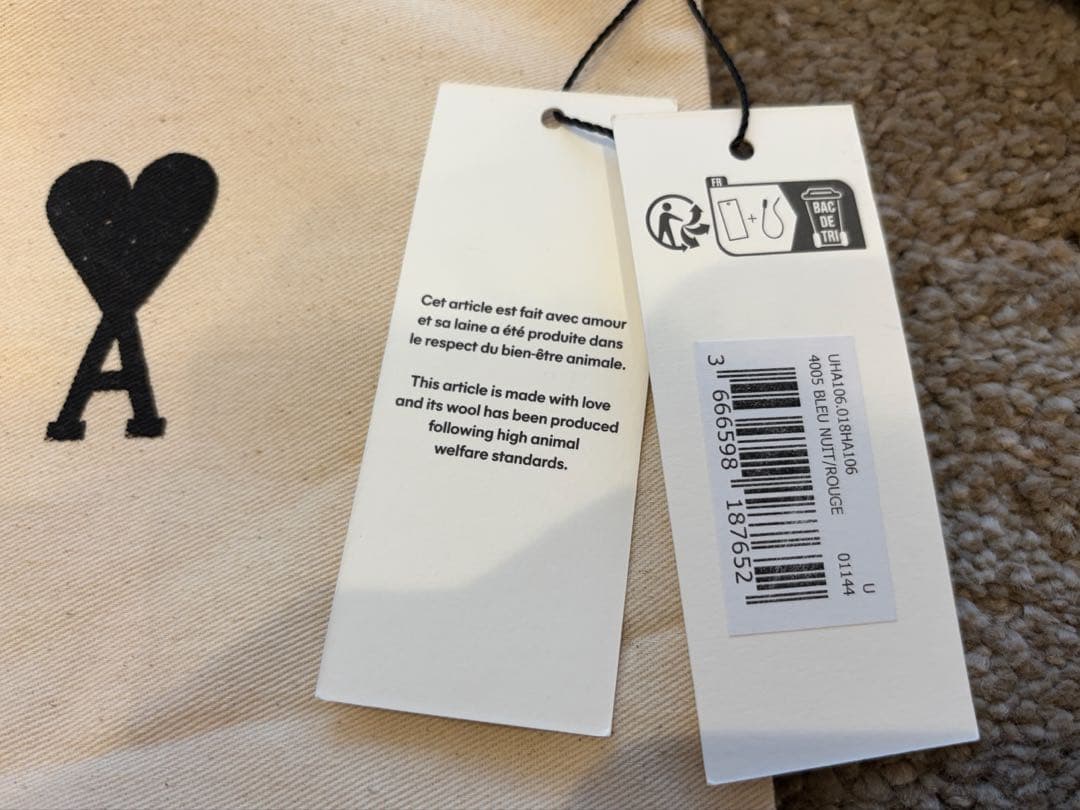 A
Cet article est fait avec amour
et sa laine a été produite dans
le respect du bien-être animale.
This article is made with love
and its wool has been produced
following high animal
welfare standards.
FR
+
BAC
DE
TRI
UHA106.018HA106 U
4005 BLEU NUIT/ROUGE 01144
3 666598 187652